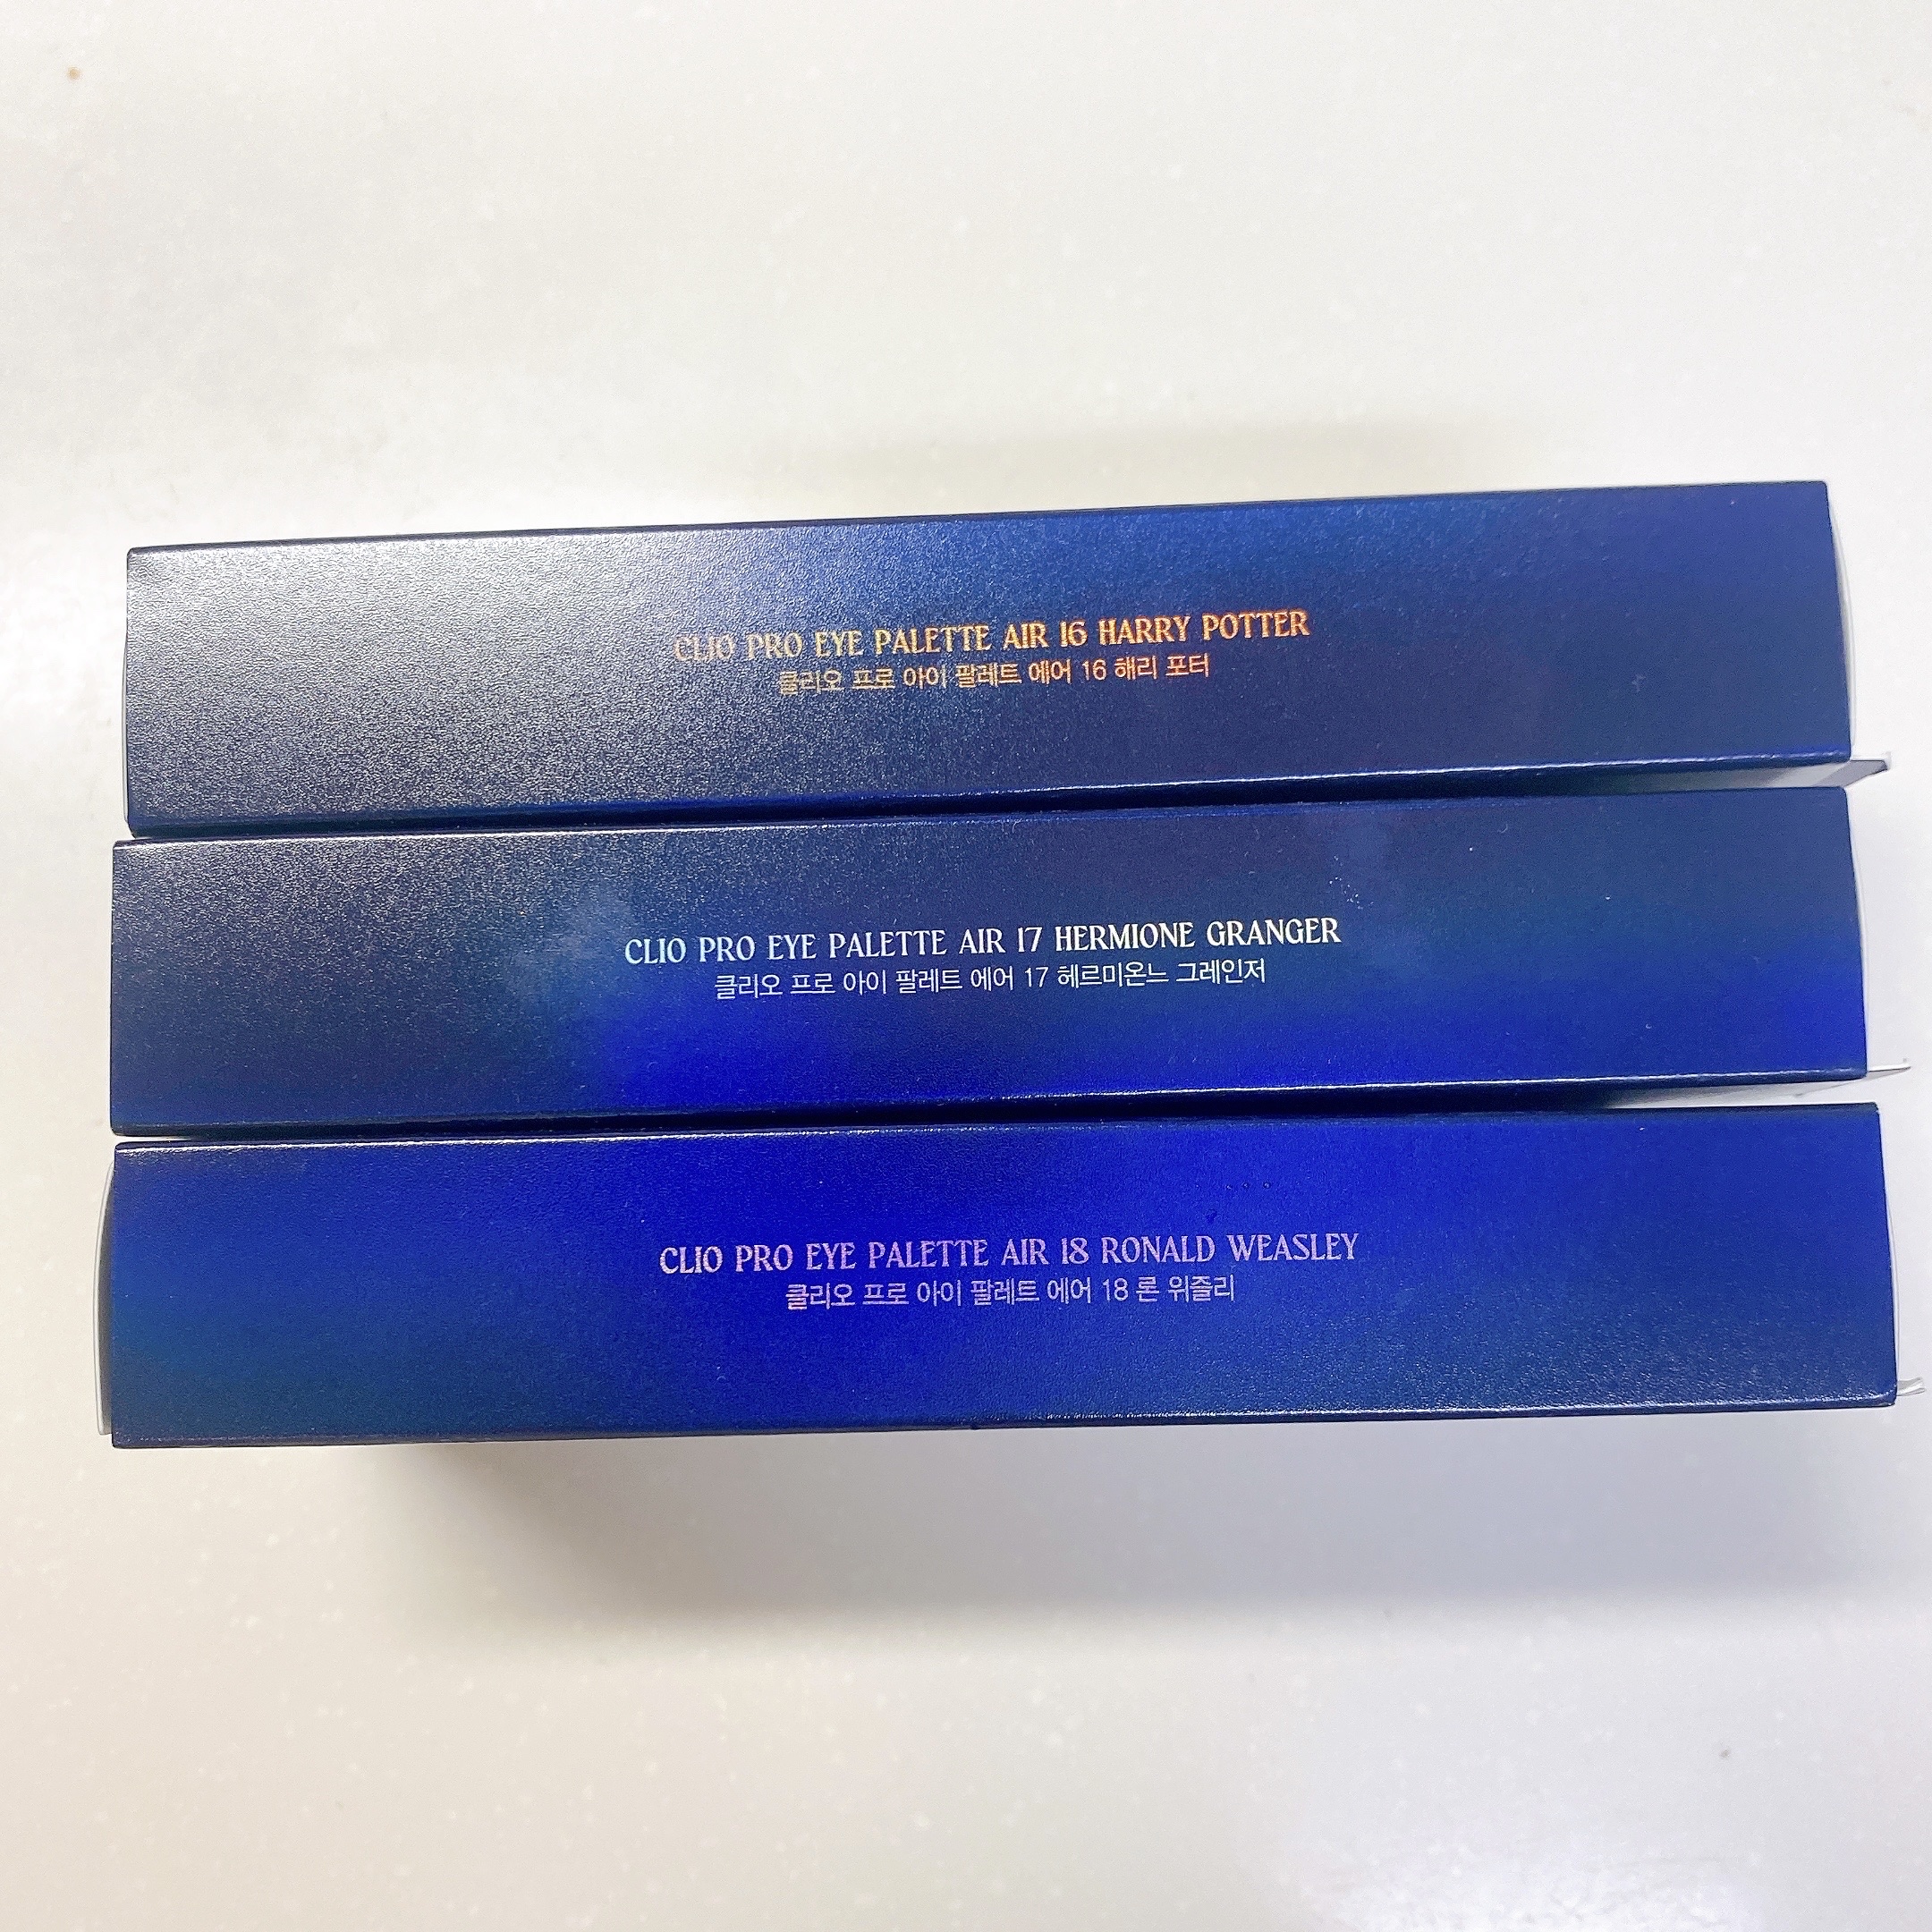 CLIO PRO EYE PALETTE AIR 16 HARRY POTTER
클리오 프로 아이 팔레트 에어 16 해리 포터
CLIO PRO EYE PALETTE AIR 17 HERMIONE GRANGER
클리오 프로 아이 팔레트 에어 17 헤르미온느 그레인저
CLIO PRO EYE PALETTE AIR 18 RONALD WEASLEY
클리오 프로 아이 팔레트 에어 18 론 위즐리